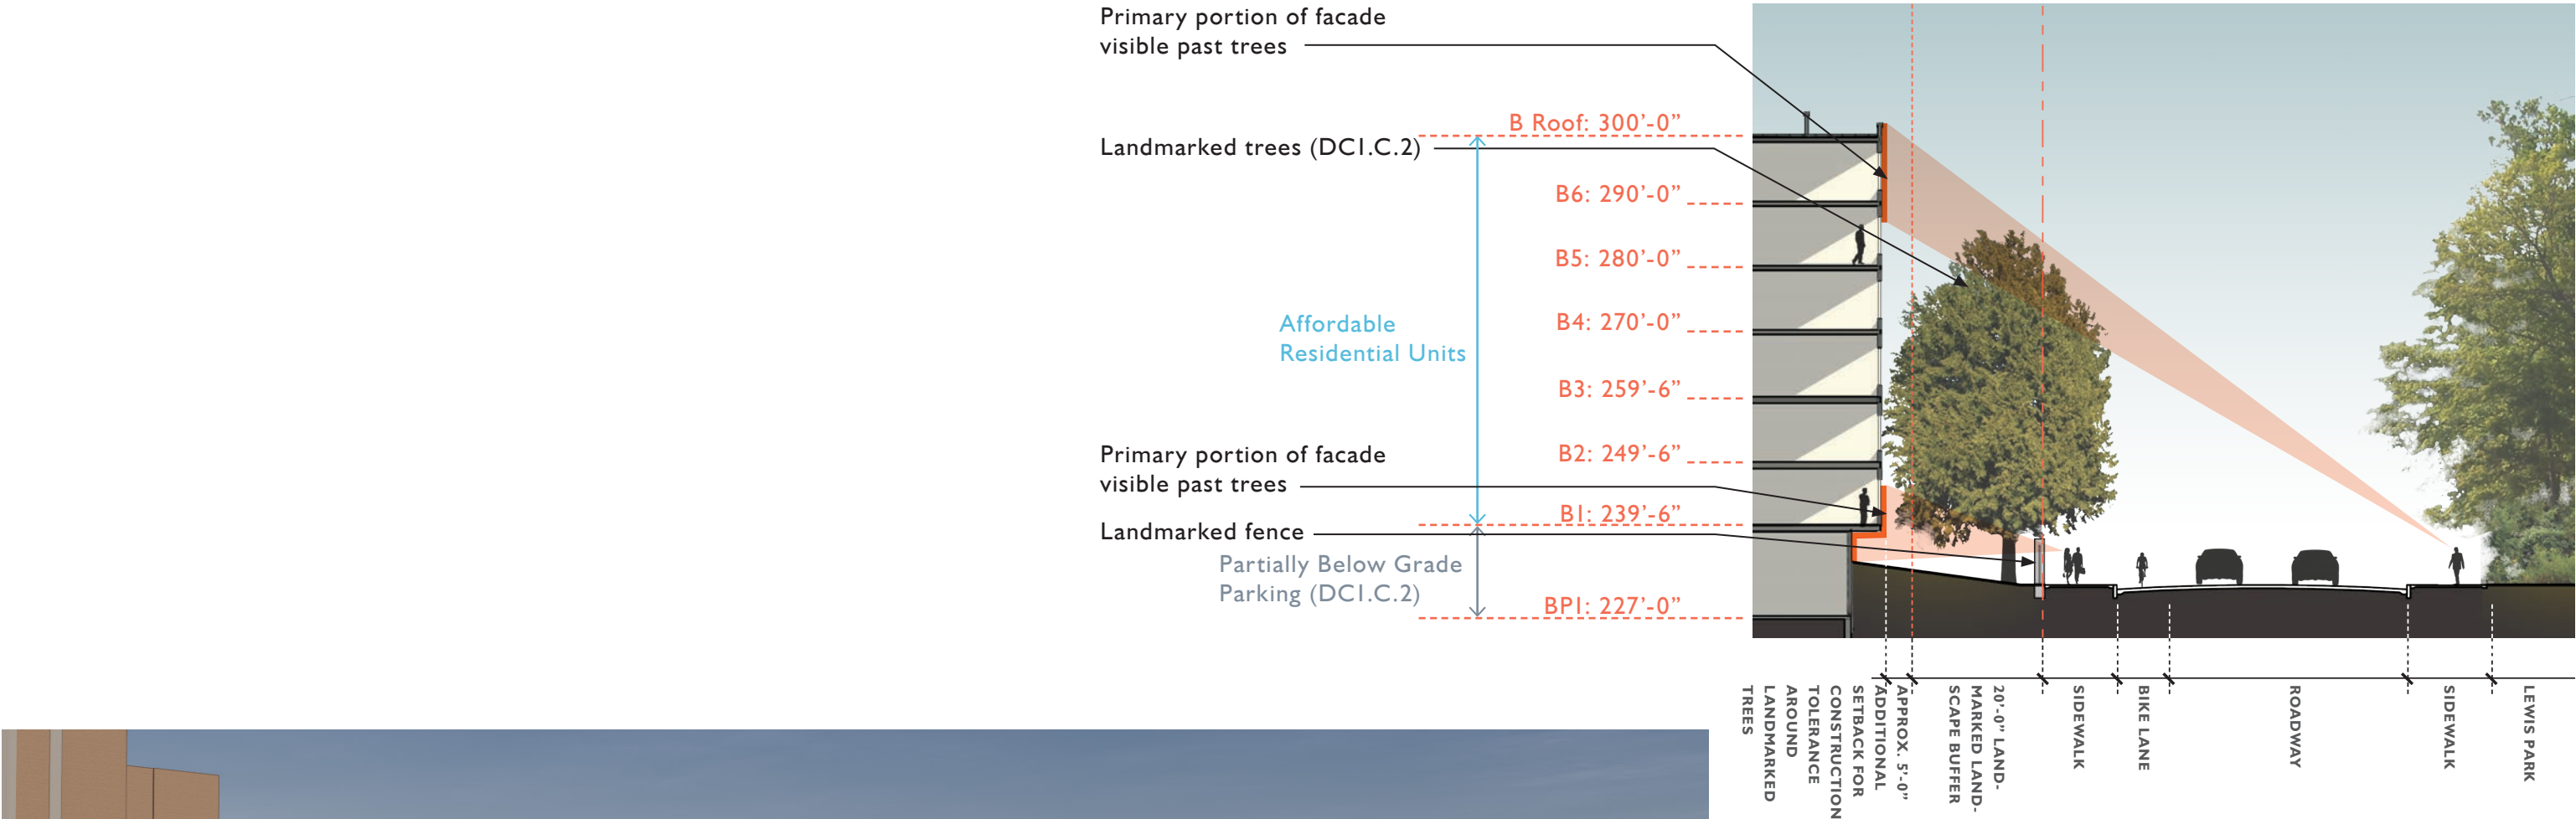 Primary portion of facade
visible past trees
B Roof: 300’-0”
Landmarked trees (DC1.C.2)
B6: 290’-0”
B5: 280’-0”
Affordable
Residential Units
B4: 270’-0”
B3: 259’-6”
Primary portion of facade
visible past trees
B2: 249’-6”
B1: 239’-6”
Landmarked fence
Partially Below Grade
Parking (DC1.C.2)
BP1: 227’-0”
APPROX. 5’-0”
ADDITIONAL
SETBACK FOR
CONSTRUCTION
TOLERANCE
AROUND
LANDMARKED
TREES
20’-0” LAND-
MARKED LAND-
SCAPE BUFFER
SIDEWALK
BIKE LANE
ROADWAY
SIDEWALK
LEWIS PARK